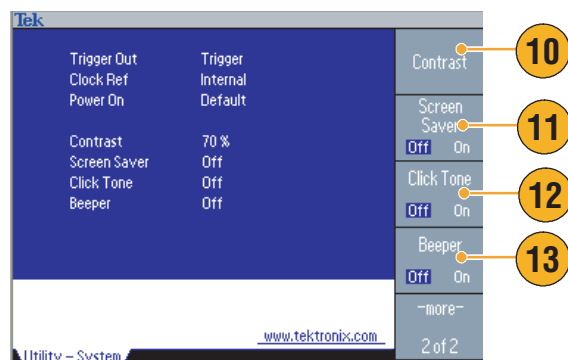 Tek
Trigger Out Trigger
Clock Ref Internal
Power On Default
Contrast 70 %
Screen Saver Off
Click Tone Off
Beeper Off
www.tektronix.com
Utility – System
Contrast
Screen
Saver
Off On
Click Tone
Off On
Beeper
Off On
-more-
2 of 2
10
11
12
13